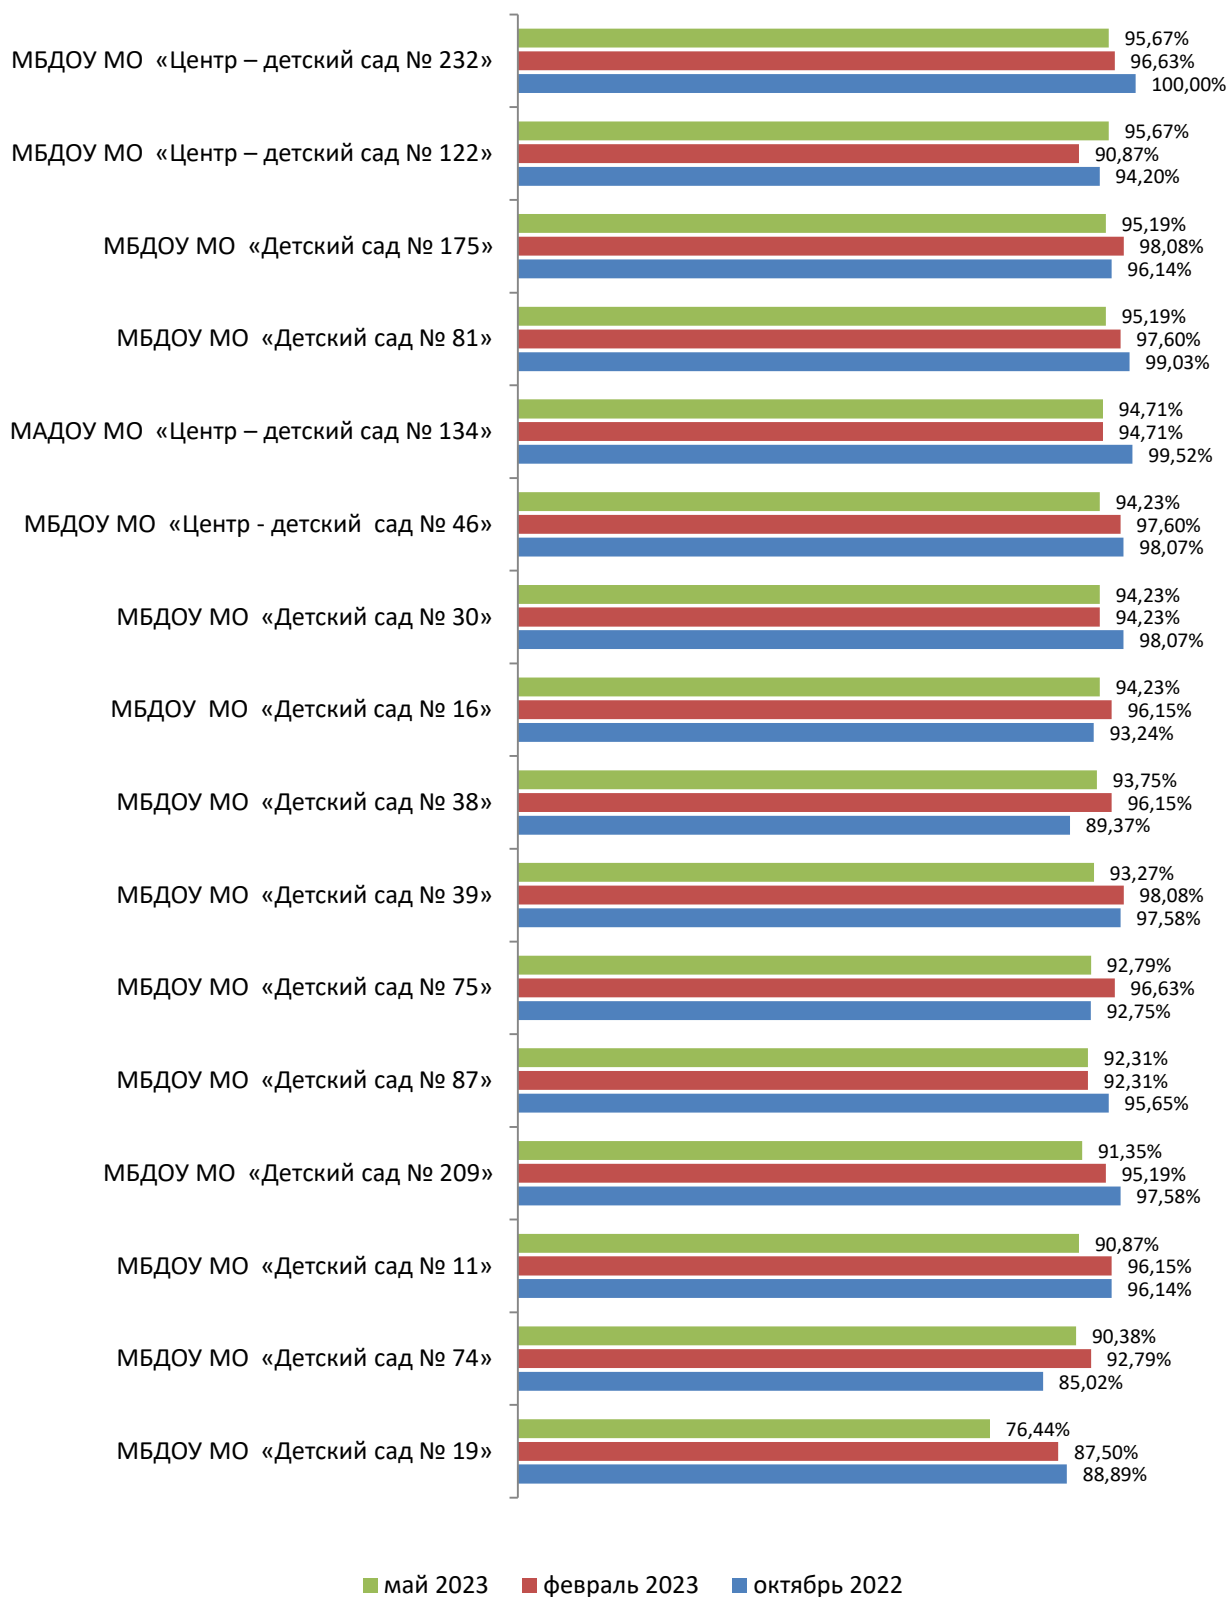 95,67%
МБДОУ МО «Центр – детский сад № 232» 96,63%
100,00%
95,67%
МБДОУ МО «Центр – детский сад № 122» 90,87%
94,20%
95,19%
МБДОУ МО «Детский сад № 175» 98,08%
96,14%
95,19%
МБДОУ МО «Детский сад № 81» 97,60%
99,03%
94,71%
МАДОУ МО «Центр – детский сад № 134» 94,71%
99,52%
94,23%
МБДОУ МО «Центр - детский сад № 46» 97,60%
98,07%
94,23%
МБДОУ МО «Детский сад № 30» 94,23%
98,07%
94,23%
МБДОУ МО «Детский сад № 16» 96,15%
93,24%
93,75%
МБДОУ МО «Детский сад № 38» 96,15%
89,37%
93,27%
МБДОУ МО «Детский сад № 39» 98,08%
97,58%
92,79%
МБДОУ МО «Детский сад № 75» 96,63%
92,75%
92,31%
МБДОУ МО «Детский сад № 87» 92,31%
95,65%
91,35%
МБДОУ МО «Детский сад № 209» 95,19%
97,58%
90,87%
МБДОУ МО «Детский сад № 11» 96,15%
96,14%
90,38%
МБДОУ МО «Детский сад № 74» 92,79%
85,02%
76,44%
МБДОУ МО «Детский сад № 19» 87,50%
88,89%
май 2023 февраль 2023 октябрь 2022